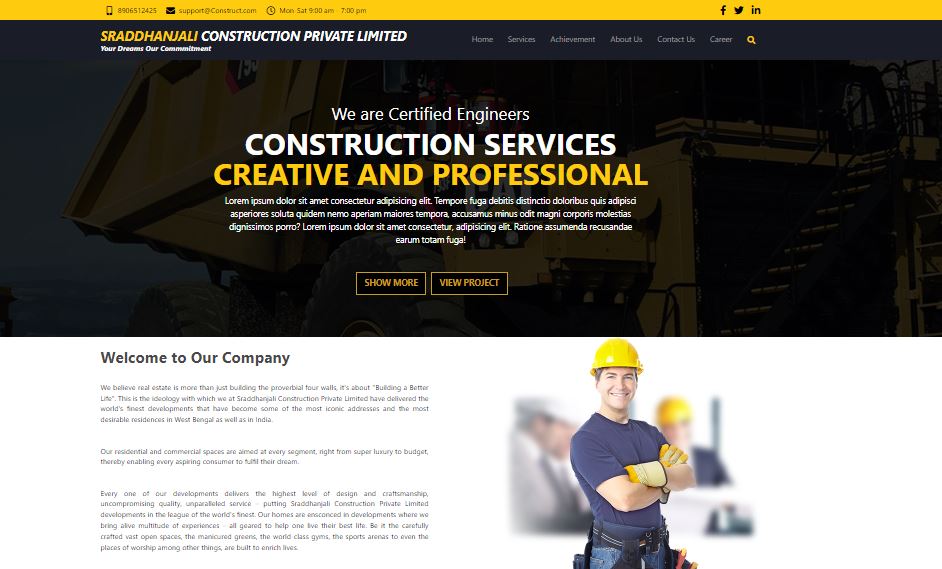 8906512425 support@Construct.com Mon-Sat 9:00 am - 7:00 pm
SRADDHANJALI CONSTRUCTION PRIVATE LIMITED
Your Dreams Our Commmitment
Home Services Achievement About Us Contact Us Career
We are Certified Engineers
CONSTRUCTION SERVICES
CREATIVE AND PROFESSIONAL
Lorem ipsum dolor sit amet consectetur adipisicing elit. Tempore fuga debitis distinctio doloribus quis adipisci
asperiores soluta quidem nemo aperiam maiores tempora, accusamus minus odit magni corporis molestias
dignissimos porro? Lorem ipsum dolor sit amet consectetur, adipisicing elit. Ratione assumenda recusandae
earum totam fuga!
SHOW MORE VIEW PROJECT
Welcome to Our Company
We believe real estate is more than just building the proverbial four walls, it's about "Building a Better
Life". This is the ideology with which we at Sraddhanjali Construction Private Limited have delivered the
world's finest developments that have become some of the most iconic addresses and the most
desirable residences in West Bengal as well as in India.
Our residential and commercial spaces are aimed at every segment, right from super luxury to budget,
thereby enabling every aspiring consumer to fulfil their dream.
Every one of our developments delivers the highest level of design and craftsmanship,
uncompromising quality, unparalleled service - putting Sraddhanjali Construction Private Limited
developments in the league of the world's finest. Our homes are ensconced in developments where we
bring alive multitude of experiences - all geared to help one live their best life. Be it the carefully
crafted vast open spaces, the manicured greens, the world class gyms, the sports arenas to even the
places of worship among other things, are built to enrich lives.